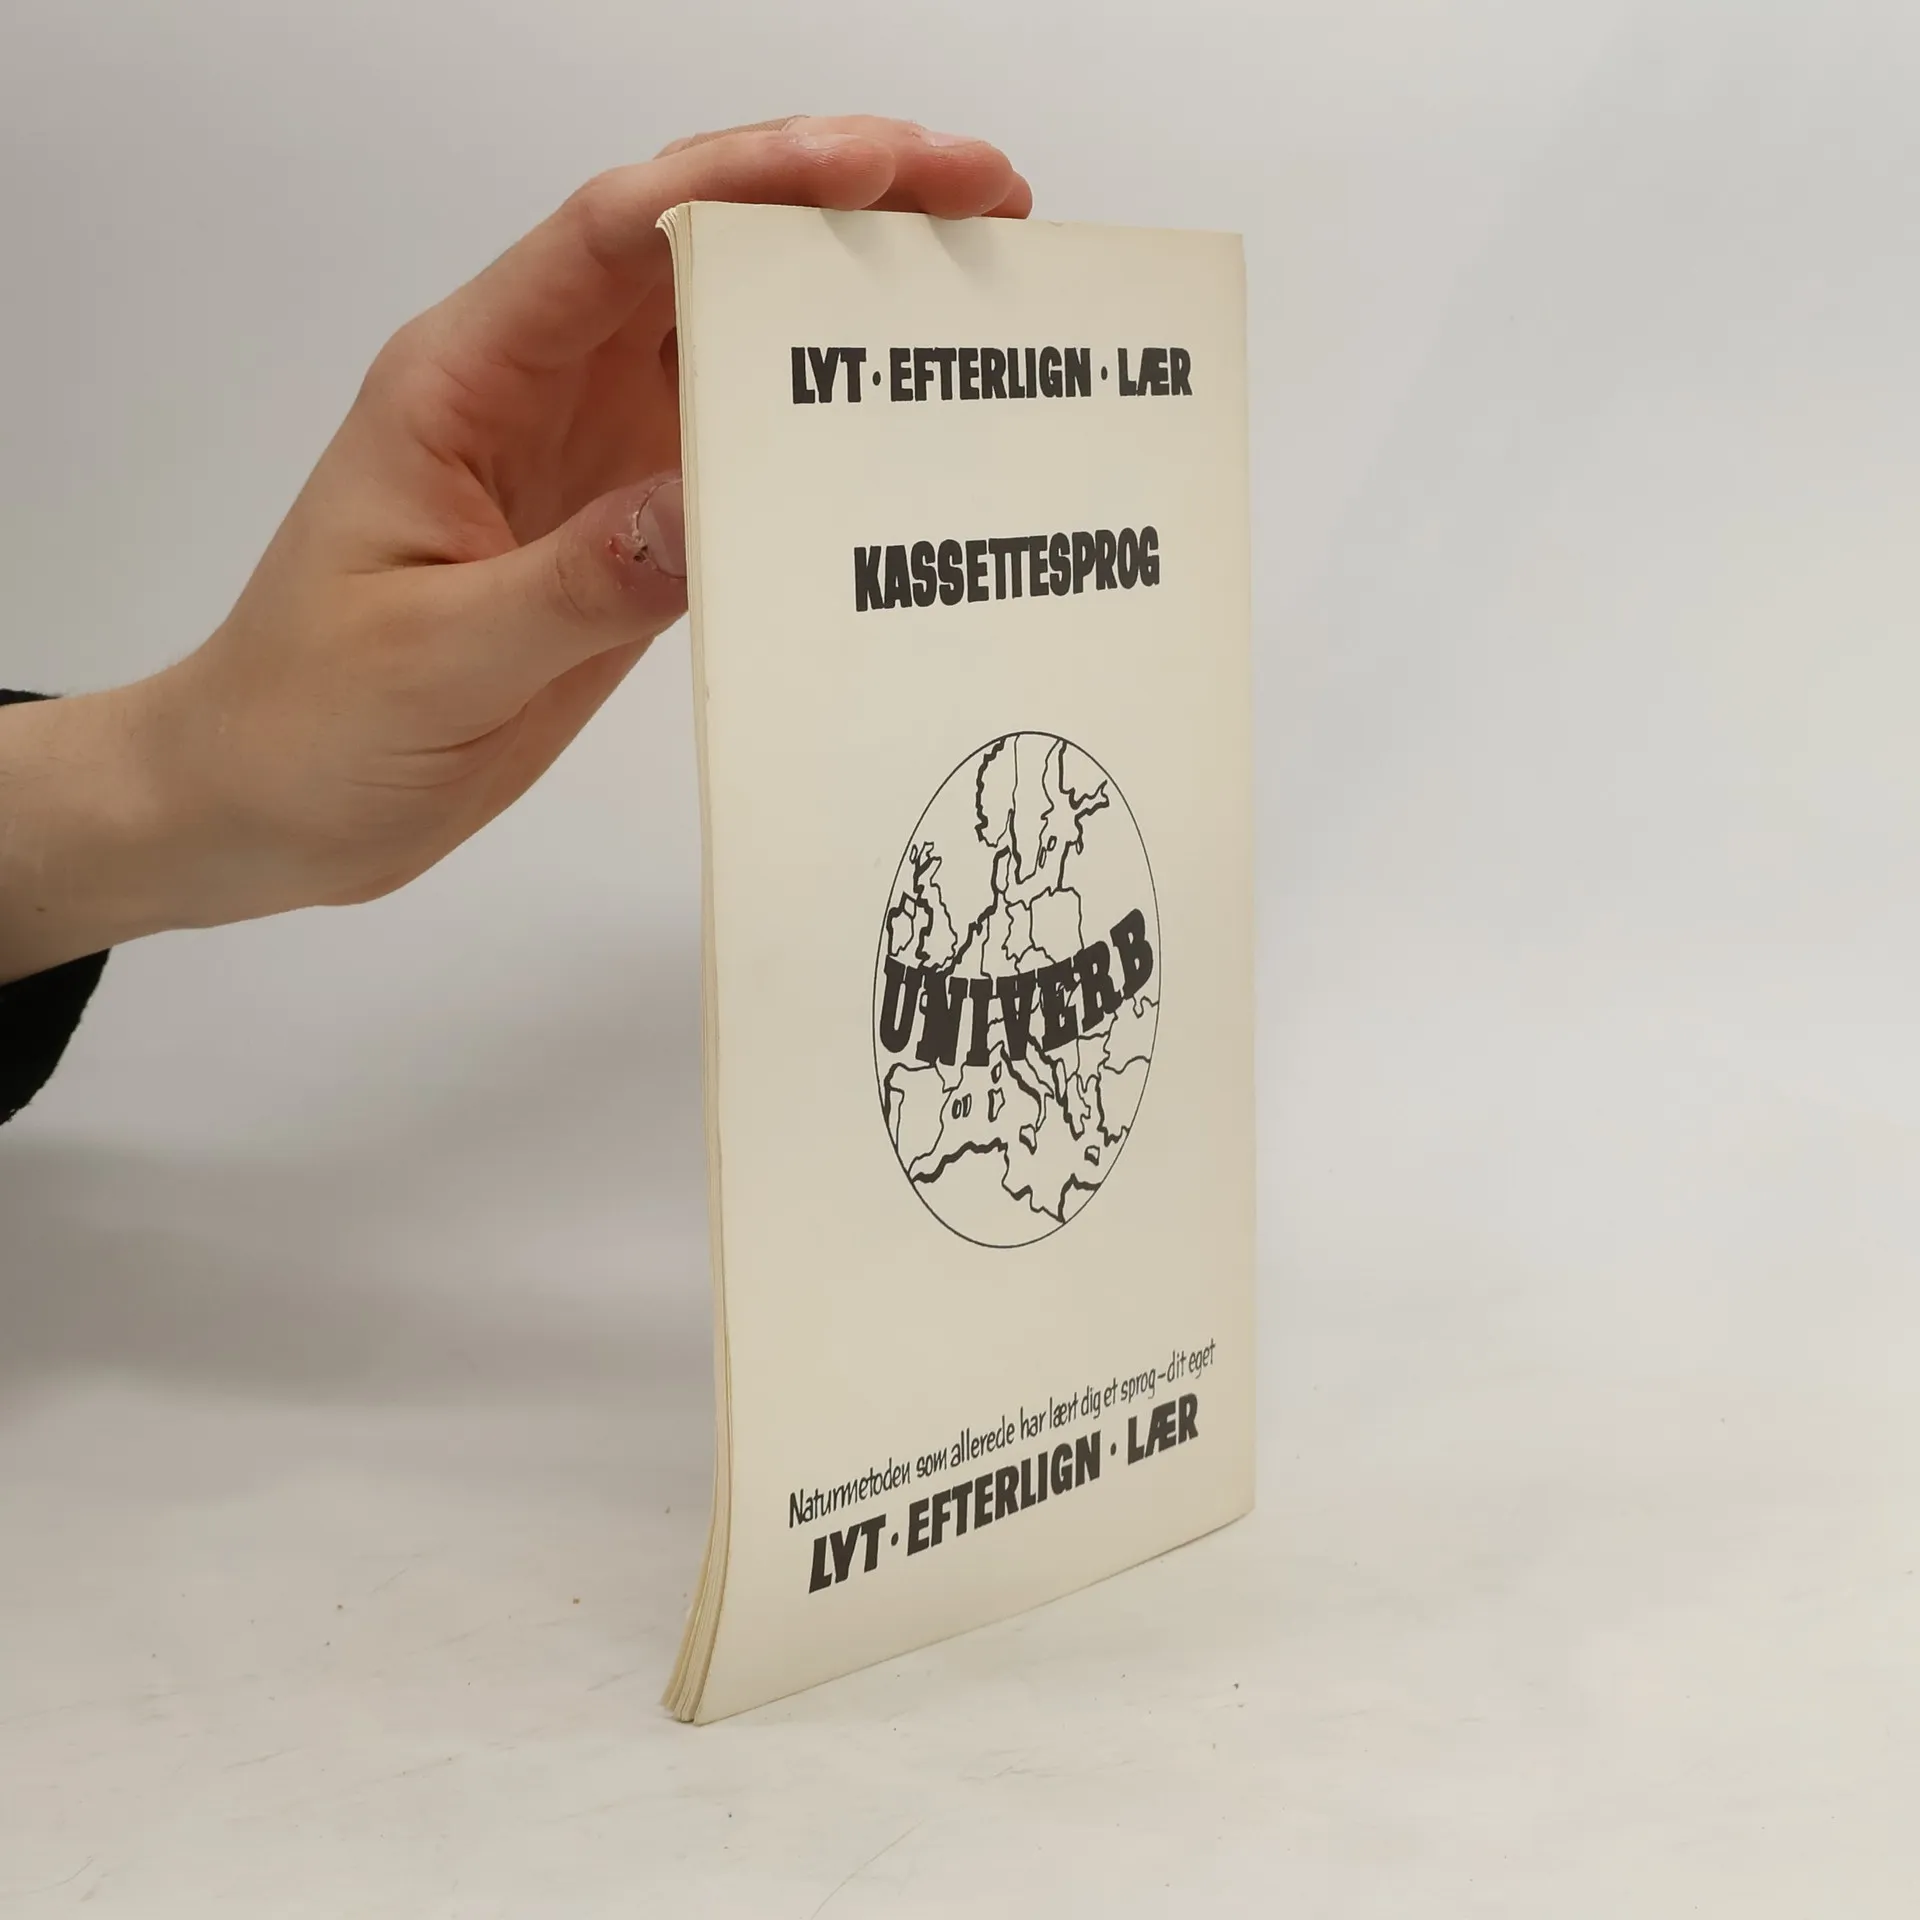 LYT · EFTERLIGN · LÆR
KASSETTESPROG
UNIVERB
Naturmetoden som allerede har lært dig et sprog – dit eget
LYT · EFTERLIGN · LÆR